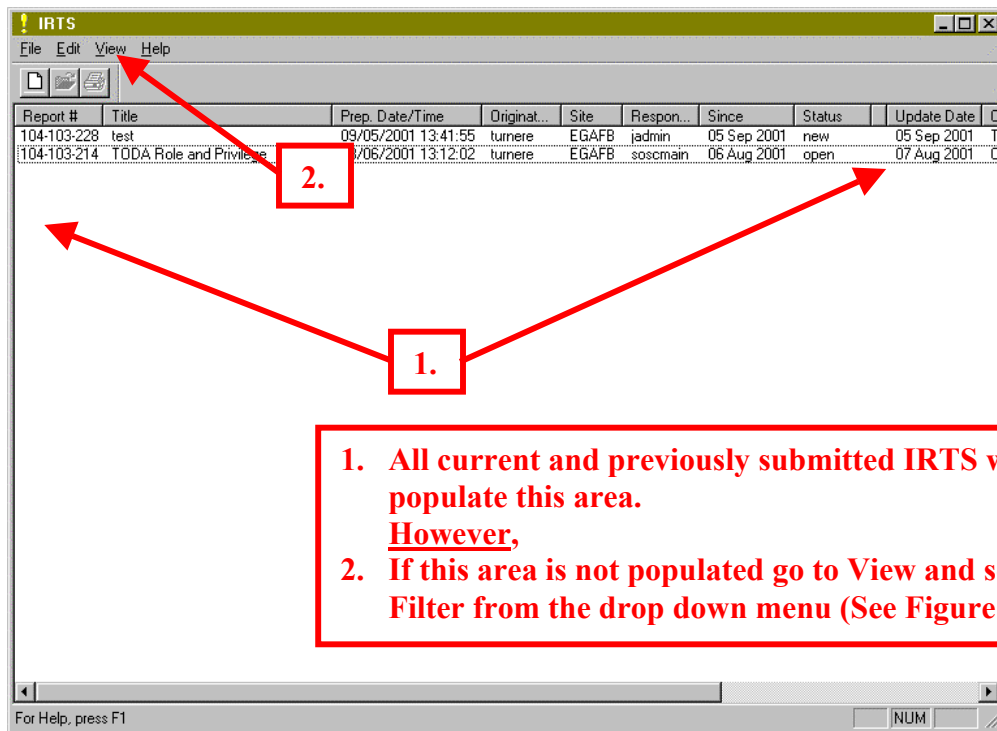 ! IRTS
File Edit View Help
Report # Title Prep. Date/Time Originat... Site Respon... Since Status Update Date
104-103-228 test 09/05/2001 13:41:55 turnere EGAFB jadmin 05 Sep 2001 new 05 Sep 2001
104-103-214 TODA Role and Privilege /06/2001 13:12:02 turnere EGAFB soscmain 06 Aug 2001 open 07 Aug 2001
2.
1.
1. All current and previously submitted IRTS
populate this area.
However,
2. If this area is not populated go to View and
Filter from the drop down menu (See Figure
For Help, press F1 NUM